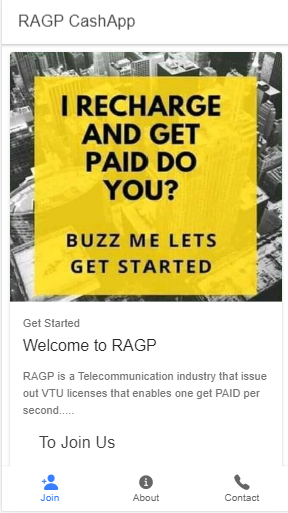 RAGP CashApp
I RECHARGE
AND GET
PAID DO
YOU?
BUZZ ME LETS
GET STARTED
Get Started
Welcome to RAGP
RAGP is a Telecommunication industry that issue
out VTU licenses that enables one get PAID per
second.....
To Join Us
Join
About
Contact